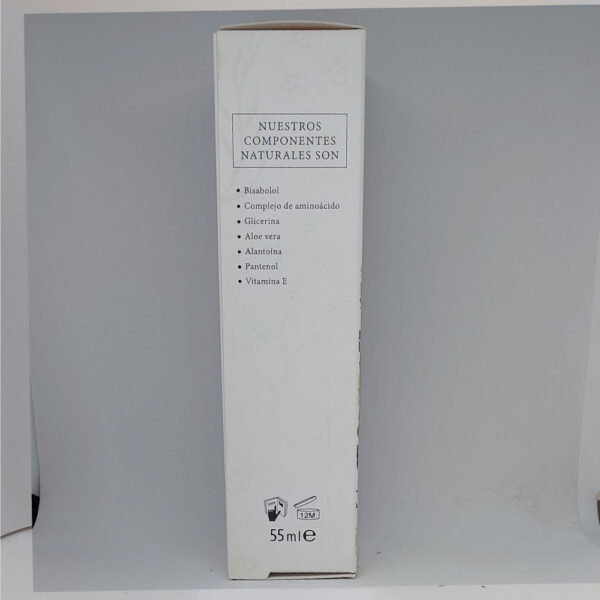 NUESTROS
COMPONENTES
NATURALES SON
• Bisabolol
• Complejo de aminoácido
• Glicerina
• Aloe vera
• Alantoína
• Pantenol
• Vitamina E
12M
55ml℮